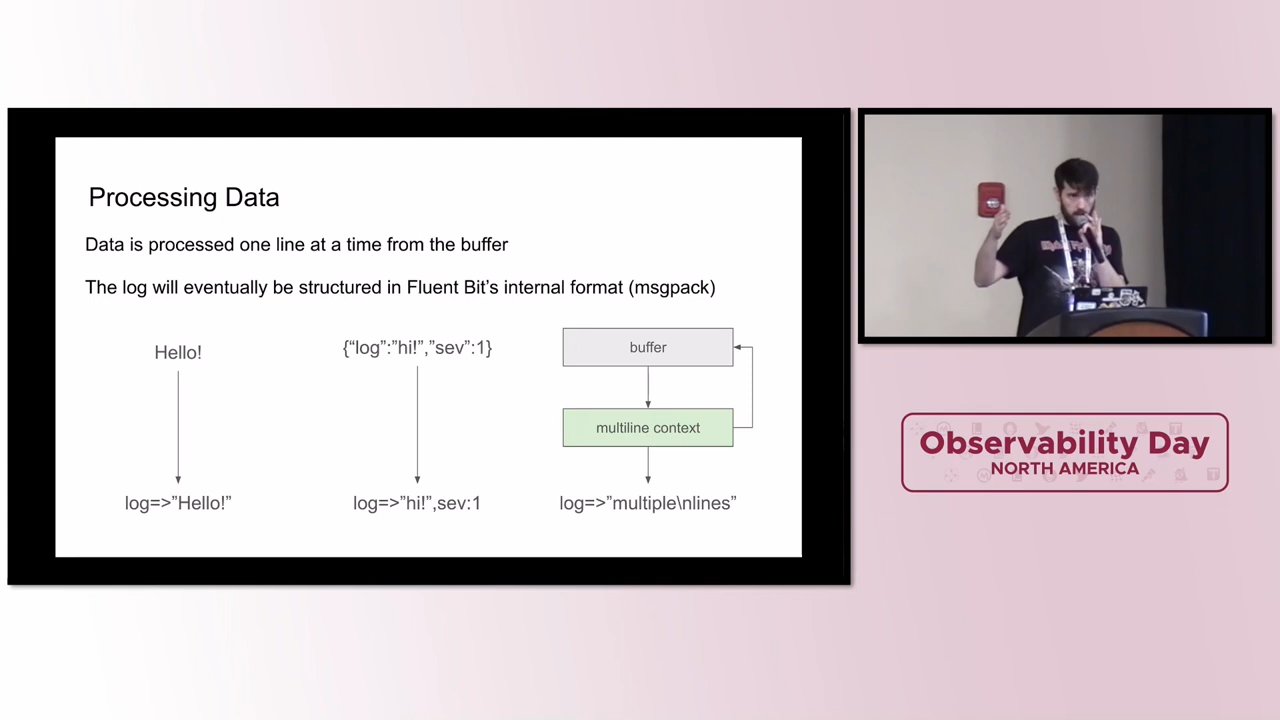 Processing Data
Data is processed one line at a time from the buffer
The log will eventually be structured in Fluent Bit's internal format (msgpack)
Hello!
log=>”Hello!”
{“log”:”hi!”,”sev”:1}
log=>”hi!”,sev:1
buffer
multiline context
log=>”multiple\nlines”
Observability Day
NORTH AMERICA